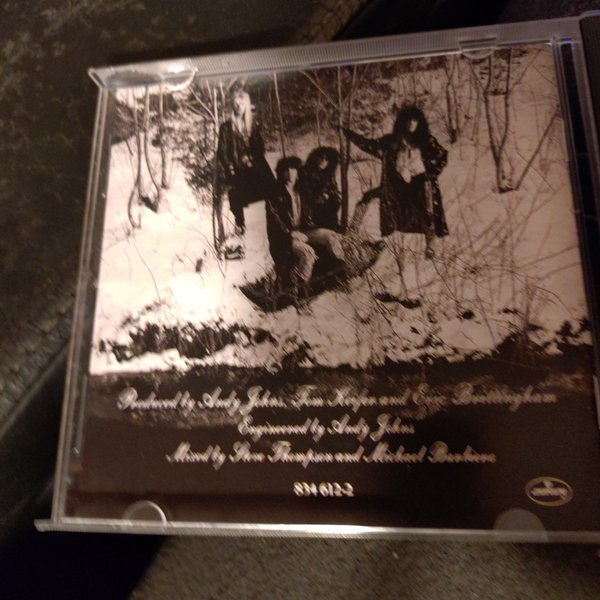 Produced by Andy Johns, Tom Keifer and Eric Brittingham
Engineered by Andy Johns
Mixed by Steve Thompson and Michael Barbiero
834 612-2
mercury